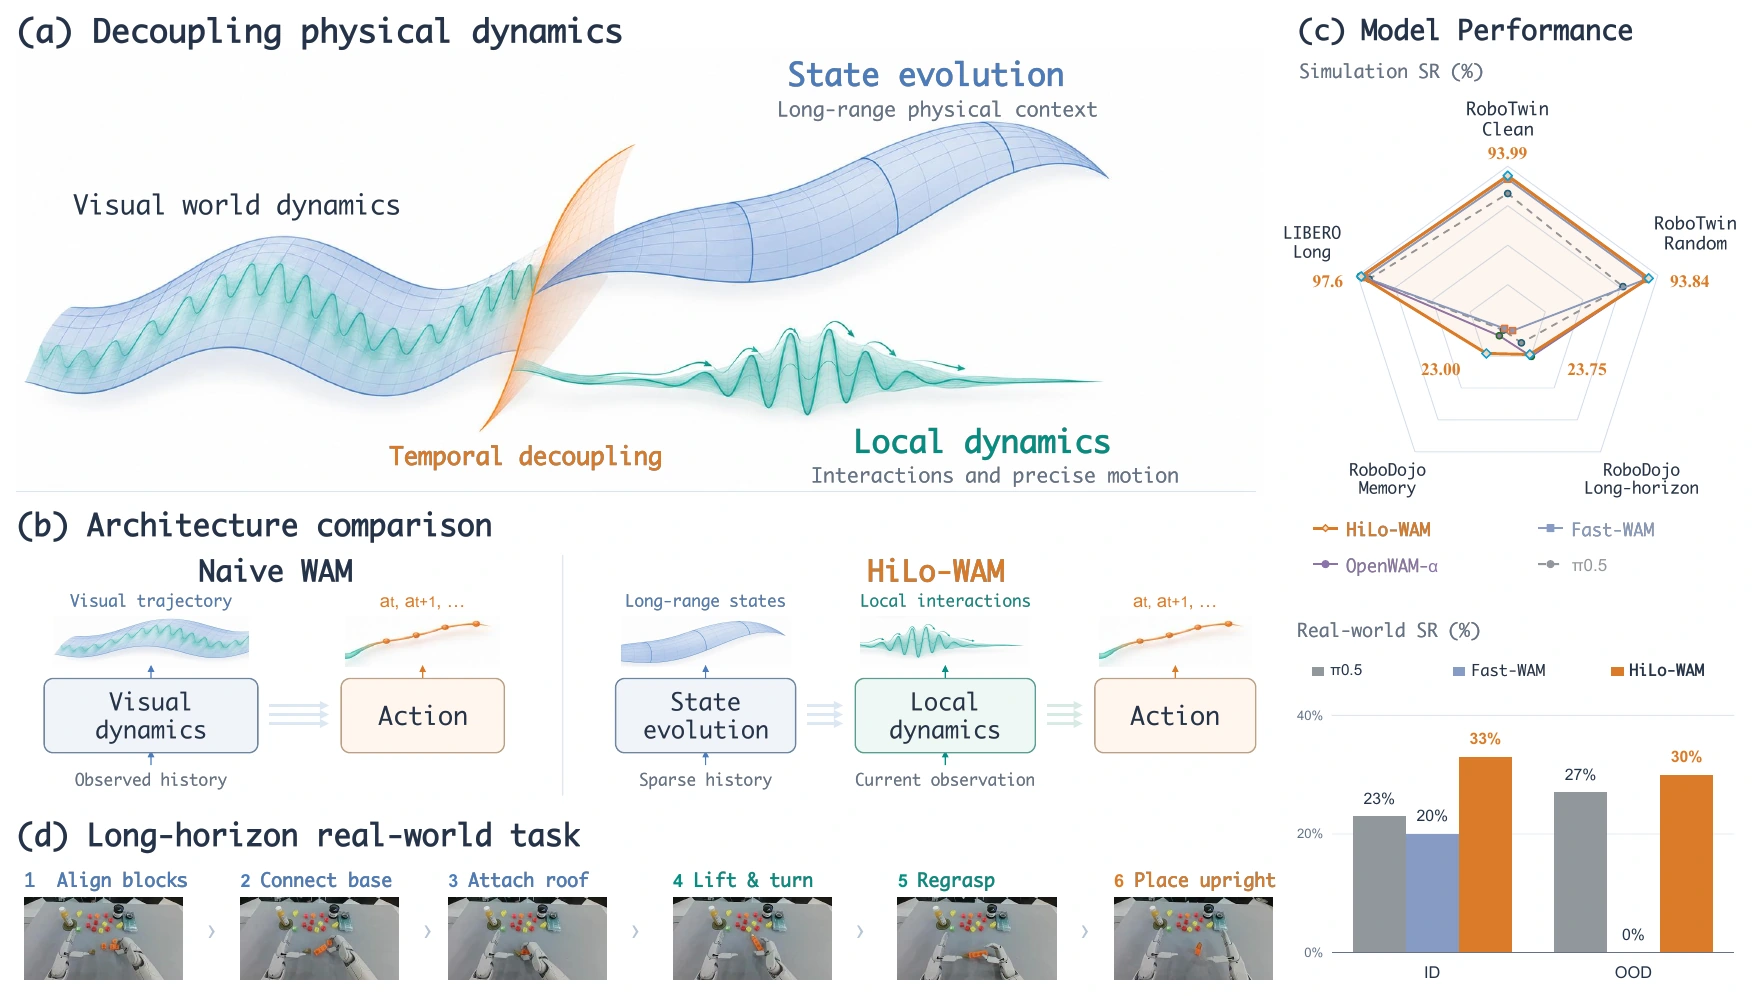 (a) Decoupling physical dynamics
State evolution
Long-range physical context
Visual world dynamics
Temporal decoupling
Local dynamics
Interactions and precise motion
(b) Architecture comparison
Naive WAM
Visual trajectory
at, at+1, ...
Visual
dynamics
Action
Observed history
HiLo-WAM
Long-range states
Local interactions
at, at+1, ...
State
evolution
Local
dynamics
Action
Sparse history
Current observation
(c) Model Performance
Simulation SR (%)
RoboTwin
Clean
93.99
LIBERO
Long
97.6
RoboTwin
Random
93.84
23.00
23.75
RoboDojo
Memory
RoboDojo
Long-horizon
HiLo-WAM
Fast-WAM
OpenWAM-α
π0.5
Real-world SR (%)
π0.5
Fast-WAM
HiLo-WAM
40%
20%
0%
23%
20%
33%
27%
0%
30%
ID
OOD
(d) Long-horizon real-world task
1 Align blocks
2 Connect base
3 Attach roof
4 Lift & turn
5 Regrasp
6 Place upright